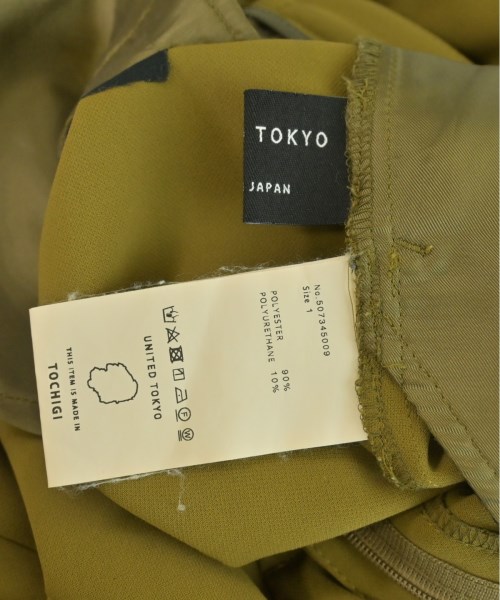 TOKYO
JAPAN
No.507345009
Size 1
POLYESTER 90%
POLYURETHANE 10%
UNITED TOKYO
THIS ITEM IS MADE IN
TOCHIGI